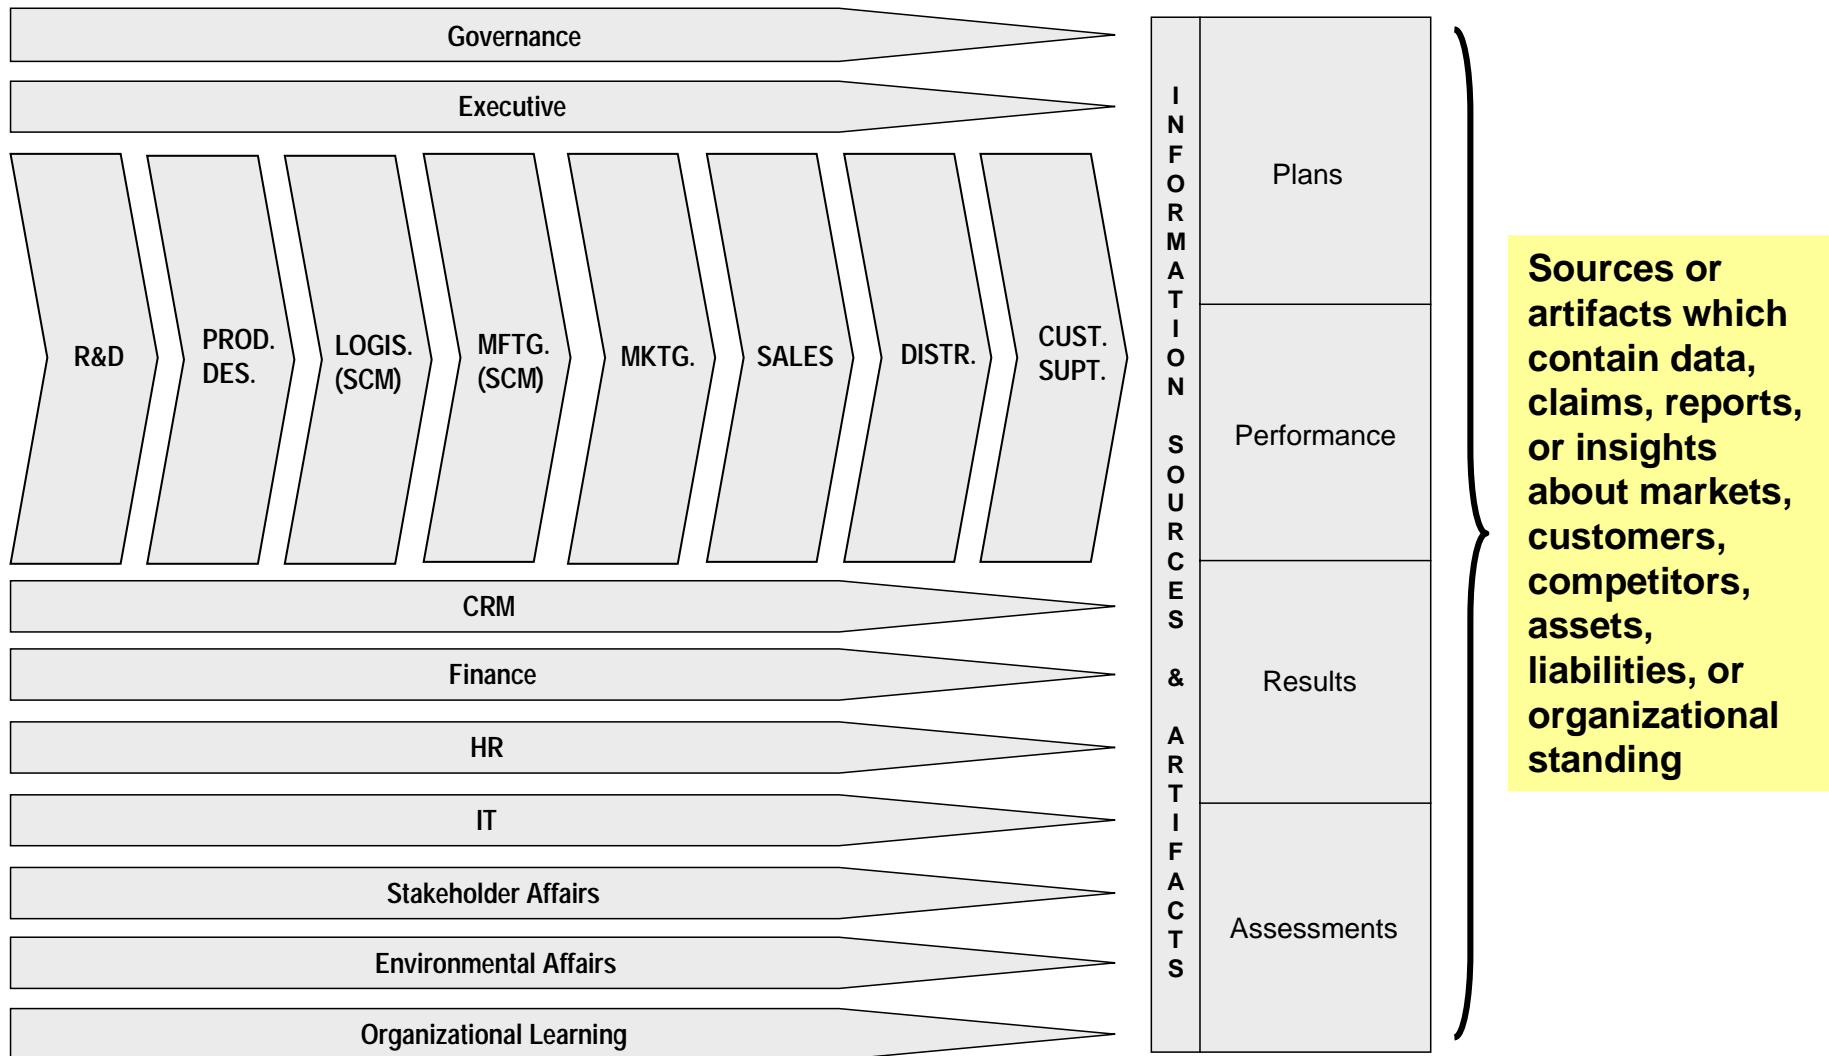 Governance
Executive
R&D
PROD.
DES.
LOGIS.
(SCM)
MFTG.
(SCM)
MKTG.
SALES
DISTR.
CUST.
SUPT.
CRM
Finance
HR
IT
Stakeholder Affairs
Environmental Affairs
Organizational Learning
INFORMATION SOURCES & ARTIFACTS
Plans
Performance
Results
Assessments
Sources or
artifacts which
contain data,
claims, reports,
or insights
about markets,
customers,
competitors,
assets,
liabilities, or
organizational
standing